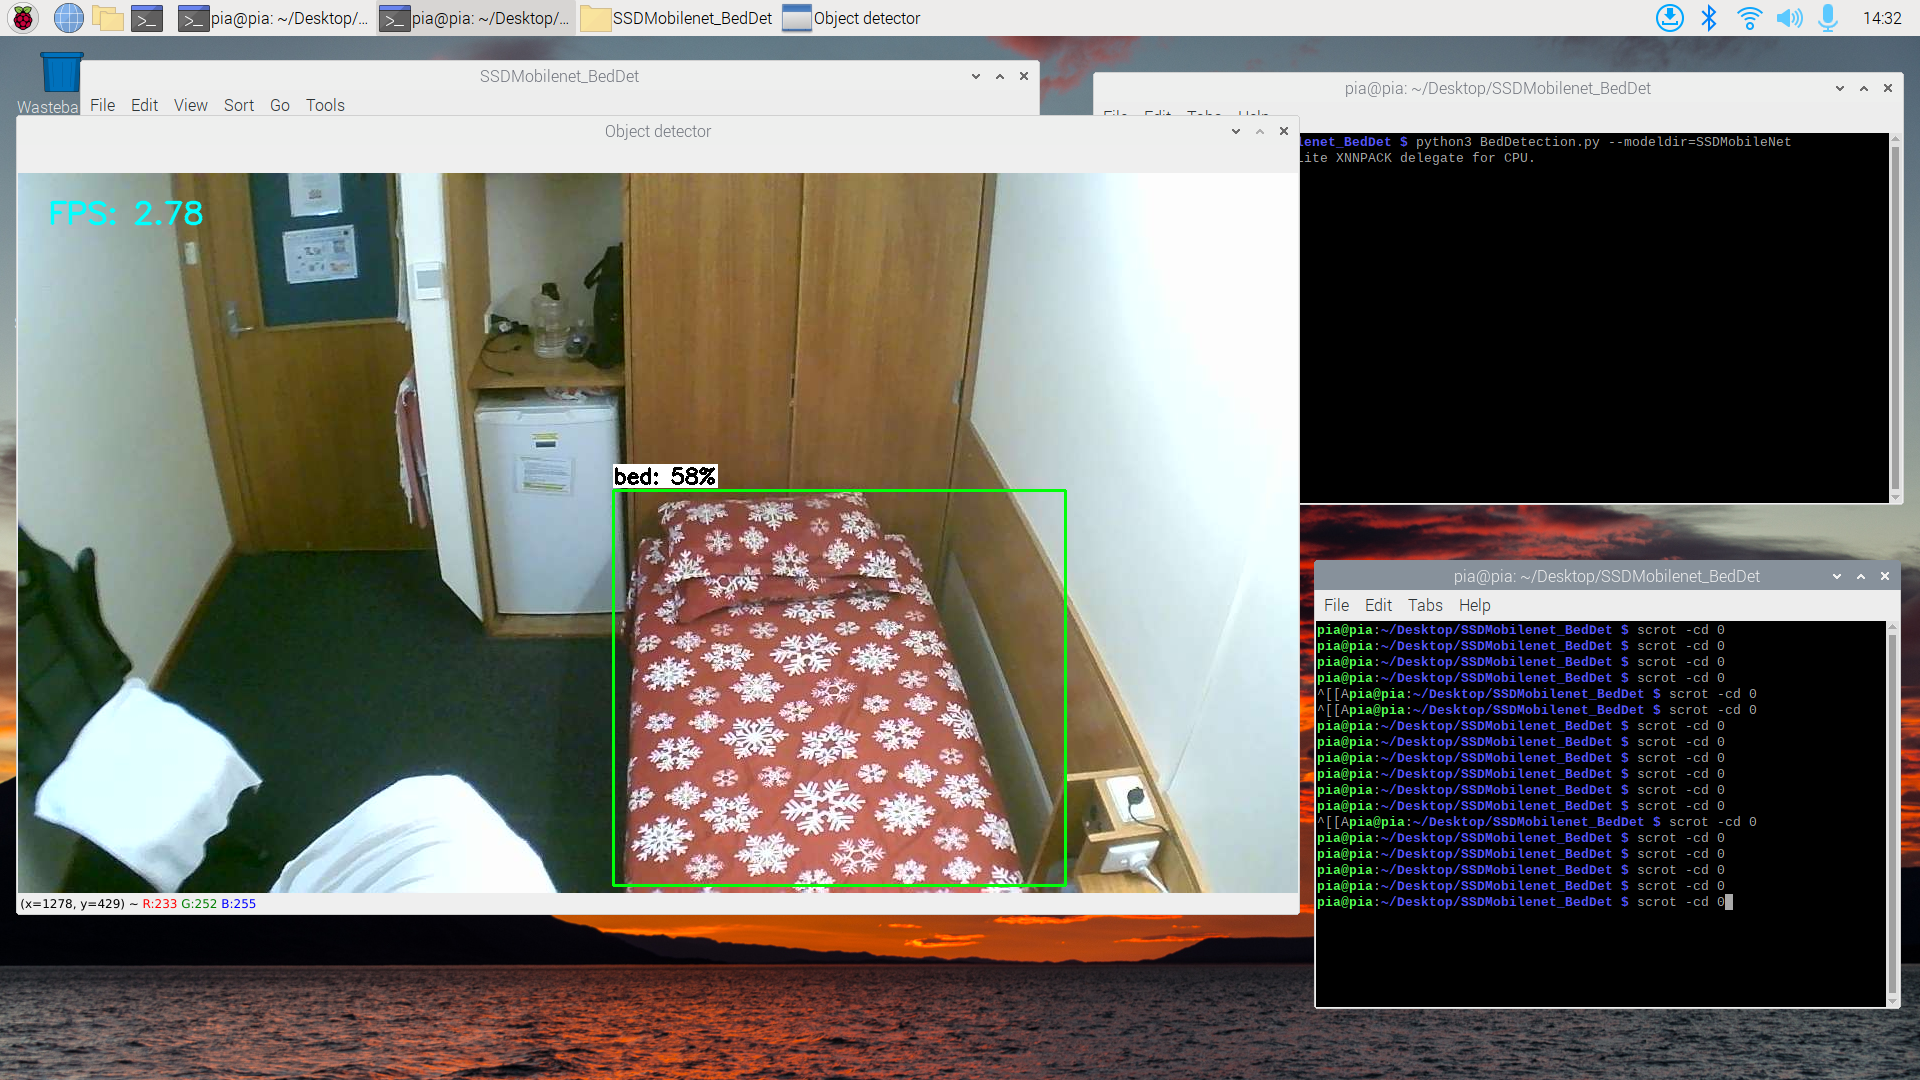 pia@pia: ~/Desktop/...
pia@pia: ~/Desktop/...
SSDMobilenet_BedDet
Object detector
14:32
Wasteba
SSDMobilenet_BedDet
File Edit View Sort Go Tools
pia@pia: ~/Desktop/SSDMobilenet_BedDet
File Edit Tabs Help
lenet_BedDet $ python3 BedDetection.py --modeldir=SSDMobileNet
ite XNNPACK delegate for CPU.
Object detector
FPS: 2.78
bed: 58%
(x=1278, y=429) ~ R:233 G:252 B:255
pia@pia: ~/Desktop/SSDMobilenet_BedDet
File Edit Tabs Help
pia@pia:~/Desktop/SSDMobilenet_BedDet $ scrot -cd 0
pia@pia:~/Desktop/SSDMobilenet_BedDet $ scrot -cd 0
pia@pia:~/Desktop/SSDMobilenet_BedDet $ scrot -cd 0
pia@pia:~/Desktop/SSDMobilenet_BedDet $ scrot -cd 0
^[[Apia@pia:~/Desktop/SSDMobilenet_BedDet $ scrot -cd 0
^[[Apia@pia:~/Desktop/SSDMobilenet_BedDet $ scrot -cd 0
pia@pia:~/Desktop/SSDMobilenet_BedDet $ scrot -cd 0
pia@pia:~/Desktop/SSDMobilenet_BedDet $ scrot -cd 0
pia@pia:~/Desktop/SSDMobilenet_BedDet $ scrot -cd 0
pia@pia:~/Desktop/SSDMobilenet_BedDet $ scrot -cd 0
pia@pia:~/Desktop/SSDMobilenet_BedDet $ scrot -cd 0
pia@pia:~/Desktop/SSDMobilenet_BedDet $ scrot -cd 0
^[[Apia@pia:~/Desktop/SSDMobilenet_BedDet $ scrot -cd 0
pia@pia:~/Desktop/SSDMobilenet_BedDet $ scrot -cd 0
pia@pia:~/Desktop/SSDMobilenet_BedDet $ scrot -cd 0
pia@pia:~/Desktop/SSDMobilenet_BedDet $ scrot -cd 0
pia@pia:~/Desktop/SSDMobilenet_BedDet $ scrot -cd 0
pia@pia:~/Desktop/SSDMobilenet_BedDet $ scrot -cd 0